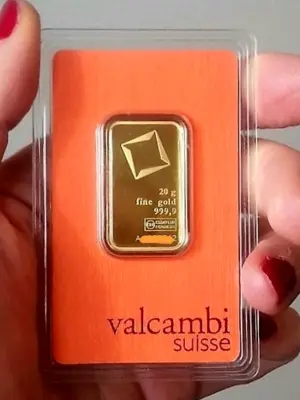 20 g
fine gold
999,9
valcambi
suisse